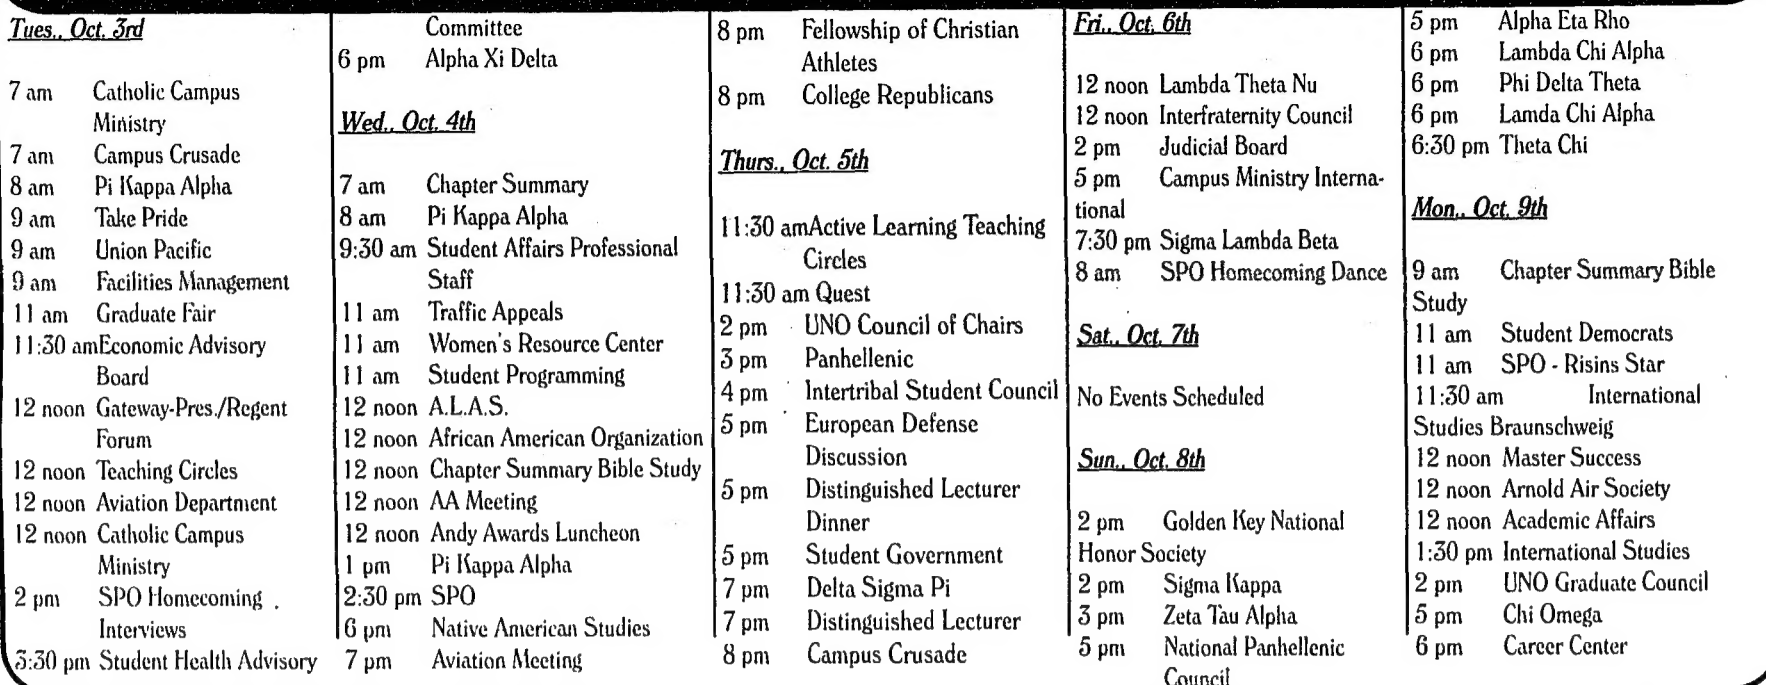 Tues., Oct. 3rd
7 am Catholic Campus
Ministry
7 am Campus Crusade
8 am Pi Kappa Alpha
9 am Take Pride
9 am Union Pacific
9 am Facilities Management
11 am Graduate Fair
11:30 amEconomic Advisory
Board
12 noon Gateway-Pres./Regent
Forum
12 noon Teaching Circles
12 noon Aviation Department
12 noon Catholic Campus
Ministry
2 pm SPO Homecoming
Interviews
3:30 pm Student Health Advisory
Committee
6 pm Alpha Xi Delta
Wed., Oct. 4th
7 am Chapter Summary
8 am Pi Kappa Alpha
9:30 am Student Affairs Professional
Staff
11 am Traffic Appeals
11 am Women's Resource Center
11 am Student Programming
12 noon A.L.A.S.
12 noon African American Organization
12 noon Chapter Summary Bible Study
12 noon AA Meeting
12 noon Andy Awards Luncheon
1 pm Pi Kappa Alpha
2:30 pm SPO
6 pm Native American Studies
7 pm Aviation Meeting
8 pm Fellowship of Christian
Athletes
8 pm College Republicans
Thurs., Oct. 5th
11:30 amActive Learning Teaching
Circles
11:30 am Quest
2 pm UNO Council of Chairs
3 pm Panhellenic
4 pm Intertribal Student Council
5 pm European Defense
Discussion
5 pm Distinguished Lecturer
Dinner
5 pm Student Government
7 pm Delta Sigma Pi
7 pm Distinguished Lecturer
8 pm Campus Crusade
Fri., Oct. 6th
12 noon Lambda Theta Nu
12 noon Interfraternity Council
2 pm Judicial Board
5 pm Campus Ministry Interna-
tional
7:30 pm Sigma Lambda Beta
8 am SPO Homecoming Dance
Sat., Oct. 7th
No Events Scheduled
Sun., Oct. 8th
2 pm Golden Key National
Honor Society
2 pm Sigma Kappa
3 pm Zeta Tau Alpha
5 pm National Panhellenic
Council
5 pm Alpha Eta Rho
6 pm Lambda Chi Alpha
6 pm Phi Delta Theta
6 pm Lamda Chi Alpha
6:30 pm Theta Chi
Mon., Oct. 9th
9 am Chapter Summary Bible
Study
11 am Student Democrats
11 am SPO - Risins Star
11:30 am International
Studies Braunschweig
12 noon Master Success
12 noon Arnold Air Society
12 noon Academic Affairs
1:30 pm International Studies
2 pm UNO Graduate Council
5 pm Chi Omega
6 pm Career Center